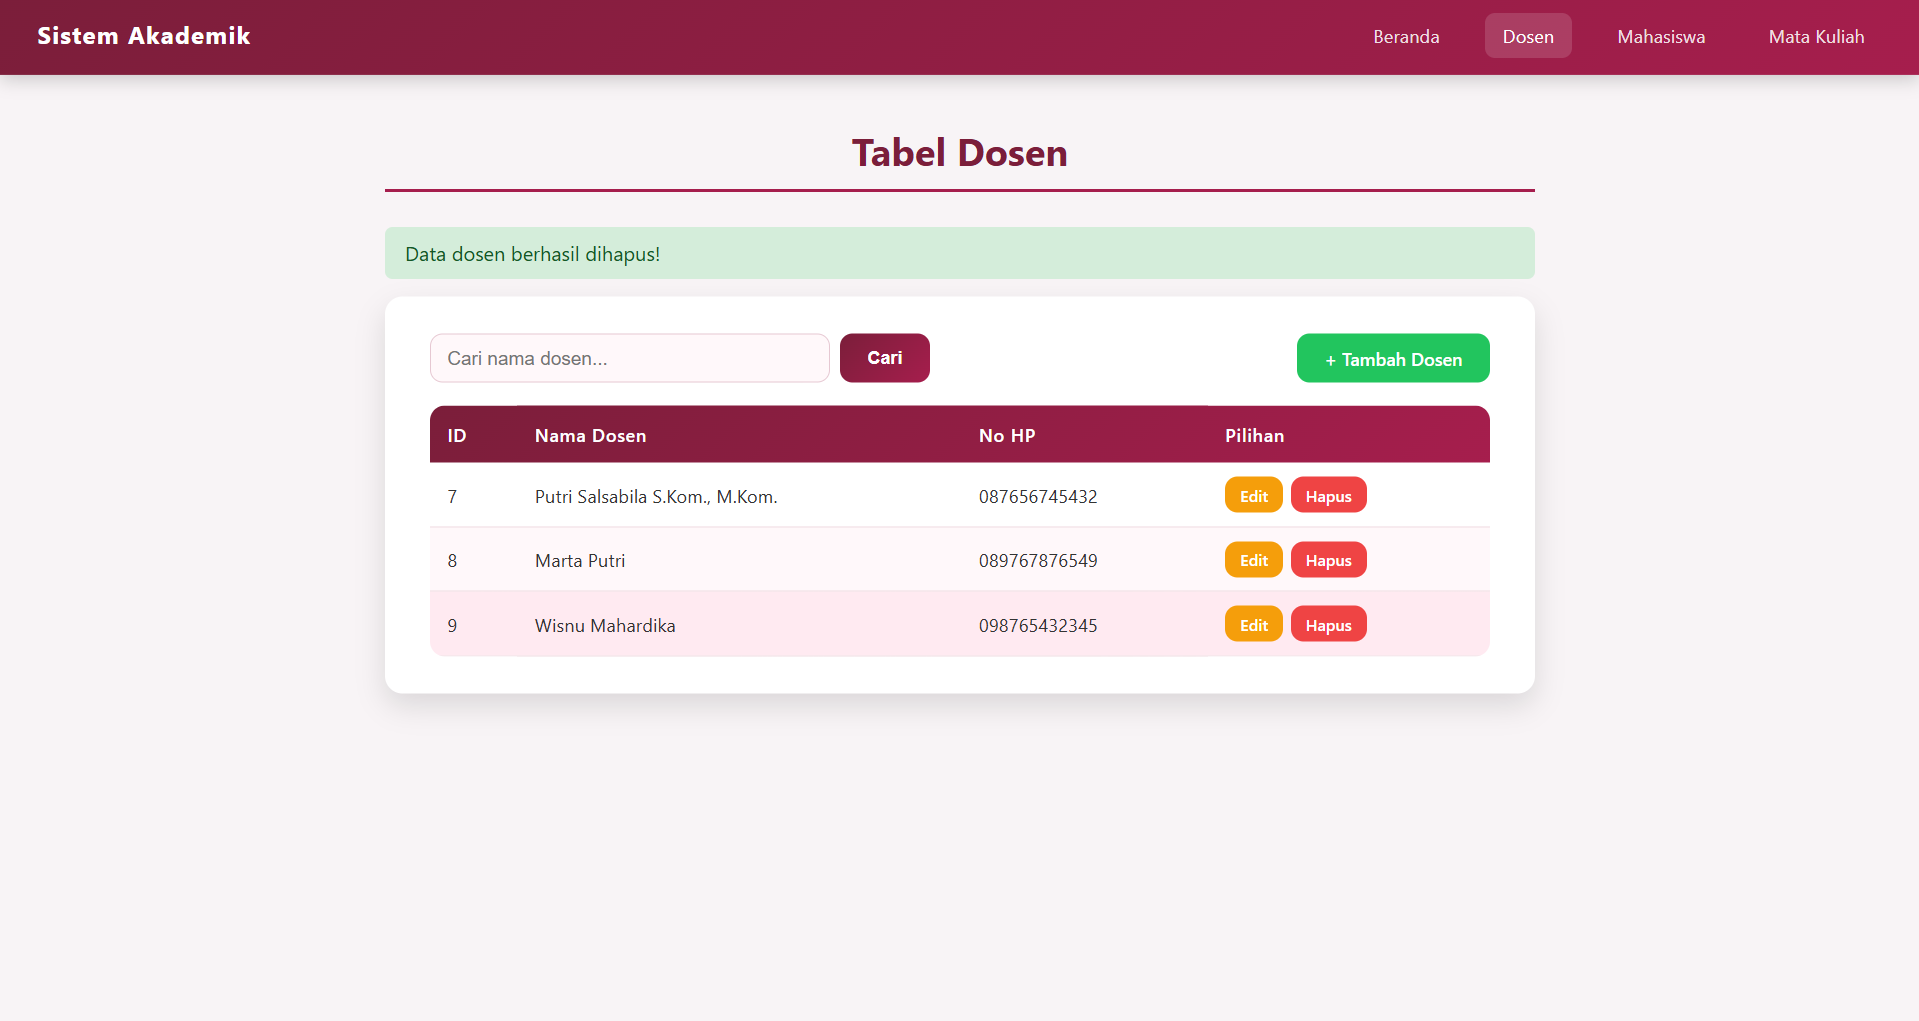 Sistem Akademik Beranda Dosen Mahasiswa Mata Kuliah
Tabel Dosen
Data dosen berhasil dihapus!
Cari nama dosen... Cari + Tambah Dosen
ID Nama Dosen No HP Pilihan
7 Putri Salsabila S.Kom., M.Kom. 087656745432 Edit Hapus
8 Marta Putri 089767876549 Edit Hapus
9 Wisnu Mahardika 098765432345 Edit Hapus